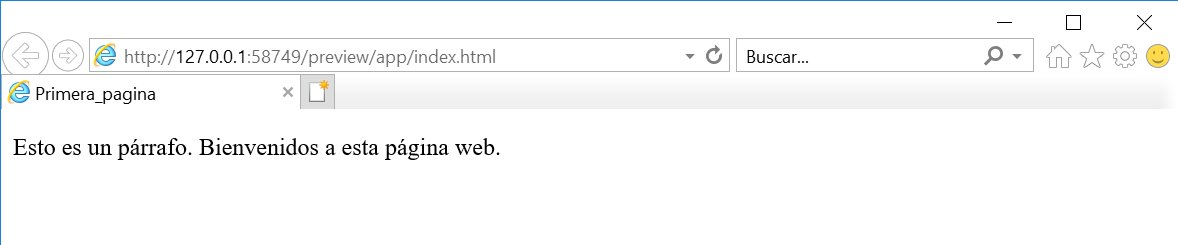 http://127.0.0.1:58749/preview/app/index.html
Buscar...
Primera_pagina
Esto es un párrafo. Bienvenidos a esta página web.